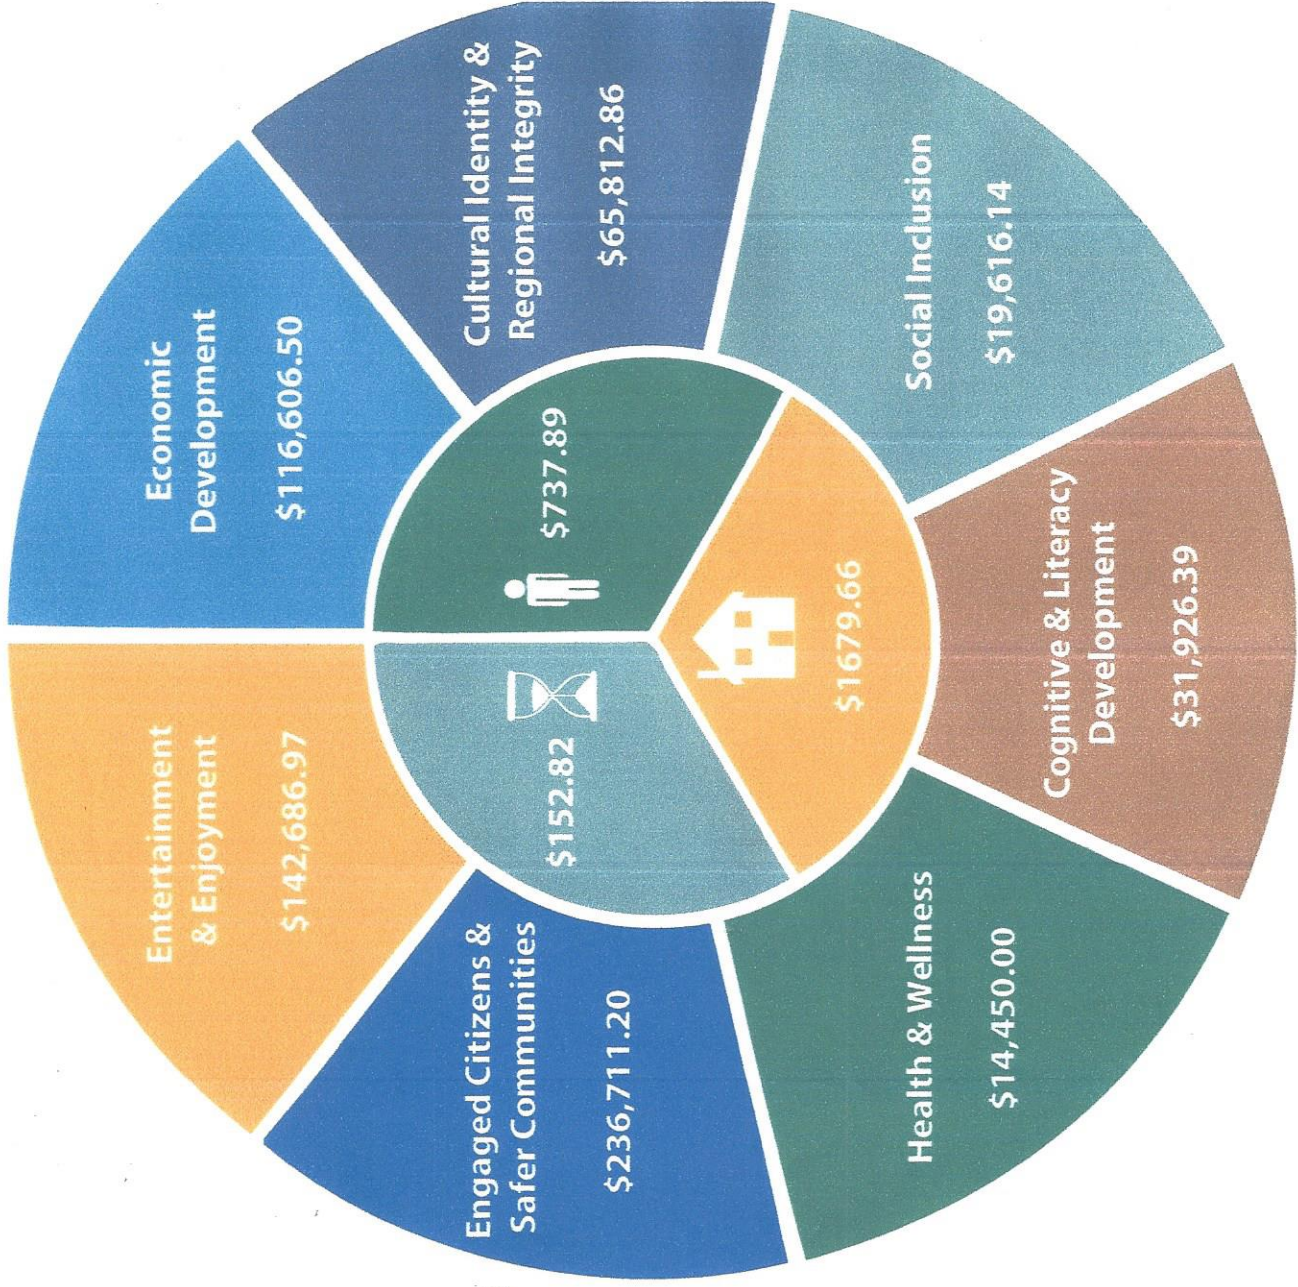 Entertainment
& Enjoyment
$142,686.97
Economic
Development
$116,606.50
Cultural Identity &
Regional Integrity
$65,812.86
Social Inclusion
$19,616.14
Cognitive & Literacy
Development
$31,926.39
Health & Wellness
$14,450.00
Engaged Citizens &
Safer Communities
$236,711.20
$152.82
$737.89
$1679.66